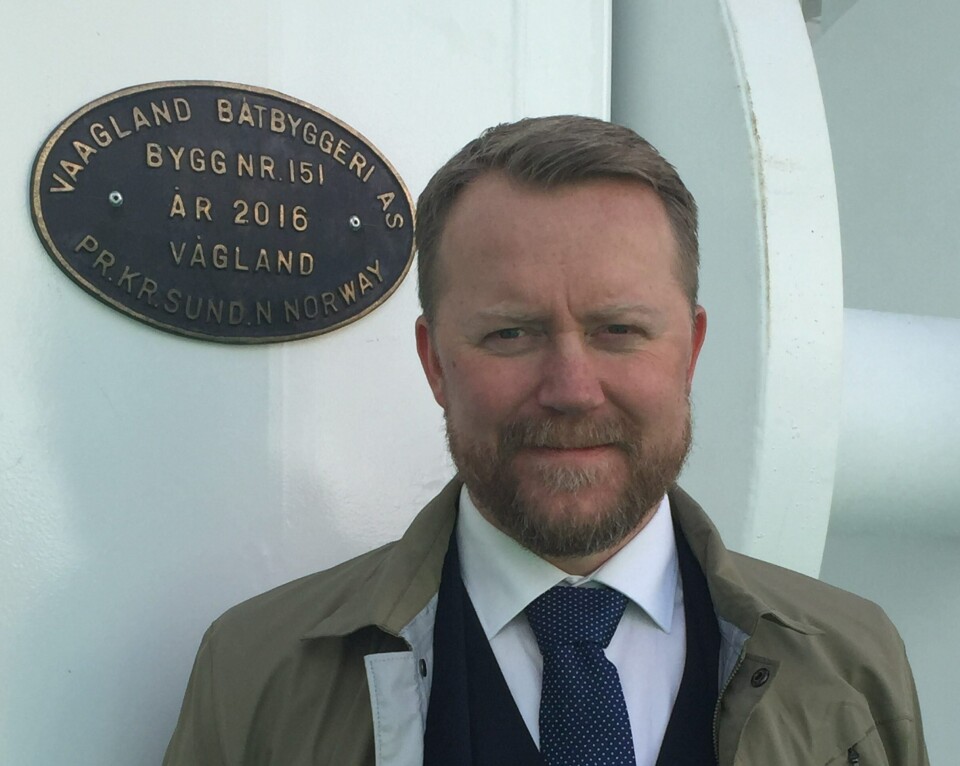 VAAGLAND BÅTBYGGERI AS
BYGG NR. 151
ÅR 2016
VÅGLAND
PR.KR.SUND.N NORWAY